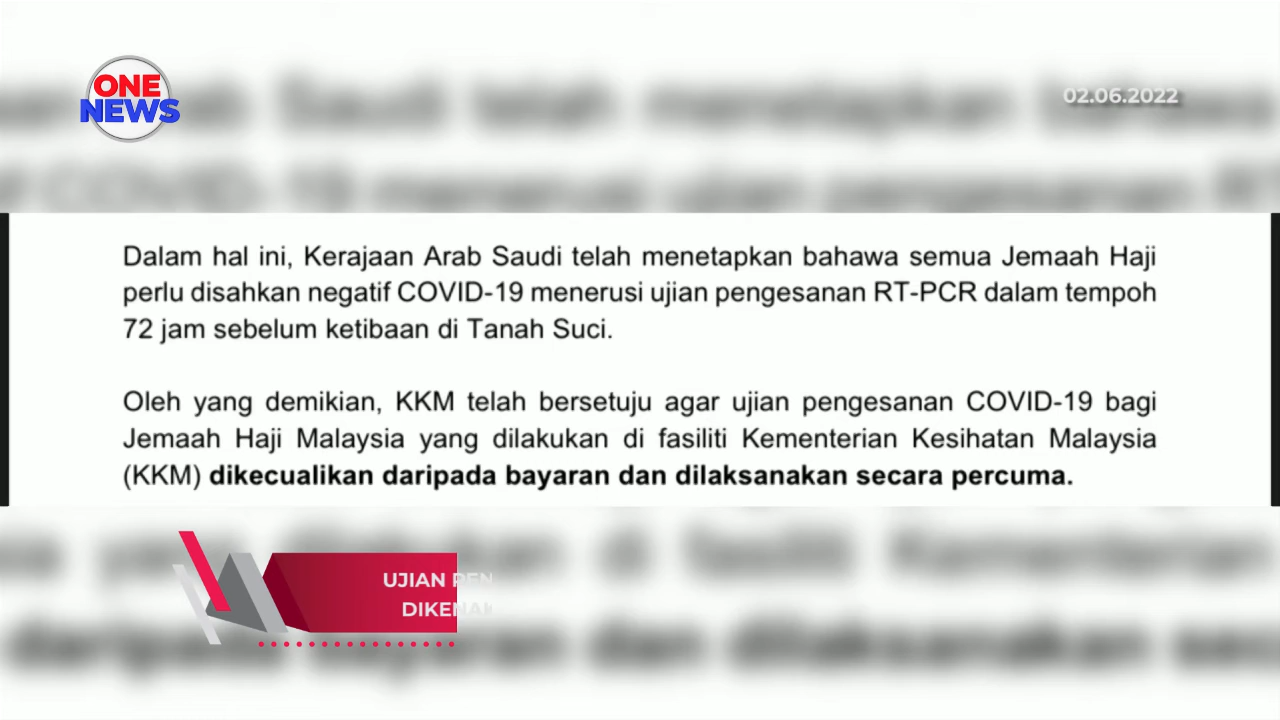 ONE
NEWS
02.06.2022
Dalam hal ini, Kerajaan Arab Saudi telah menetapkan bahawa semua Jemaah Haji
perlu disahkan negatif COVID-19 menerusi ujian pengesanan RT-PCR dalam tempoh
72 jam sebelum ketibaan di Tanah Suci.
Oleh yang demikian, KKM telah bersetuju agar ujian pengesanan COVID-19 bagi
Jemaah Haji Malaysia yang dilakukan di fasiliti Kementerian Kesihatan Malaysia
(KKM) dikecualikan daripada bayaran dan dilaksanakan secara percuma.
UJIAN